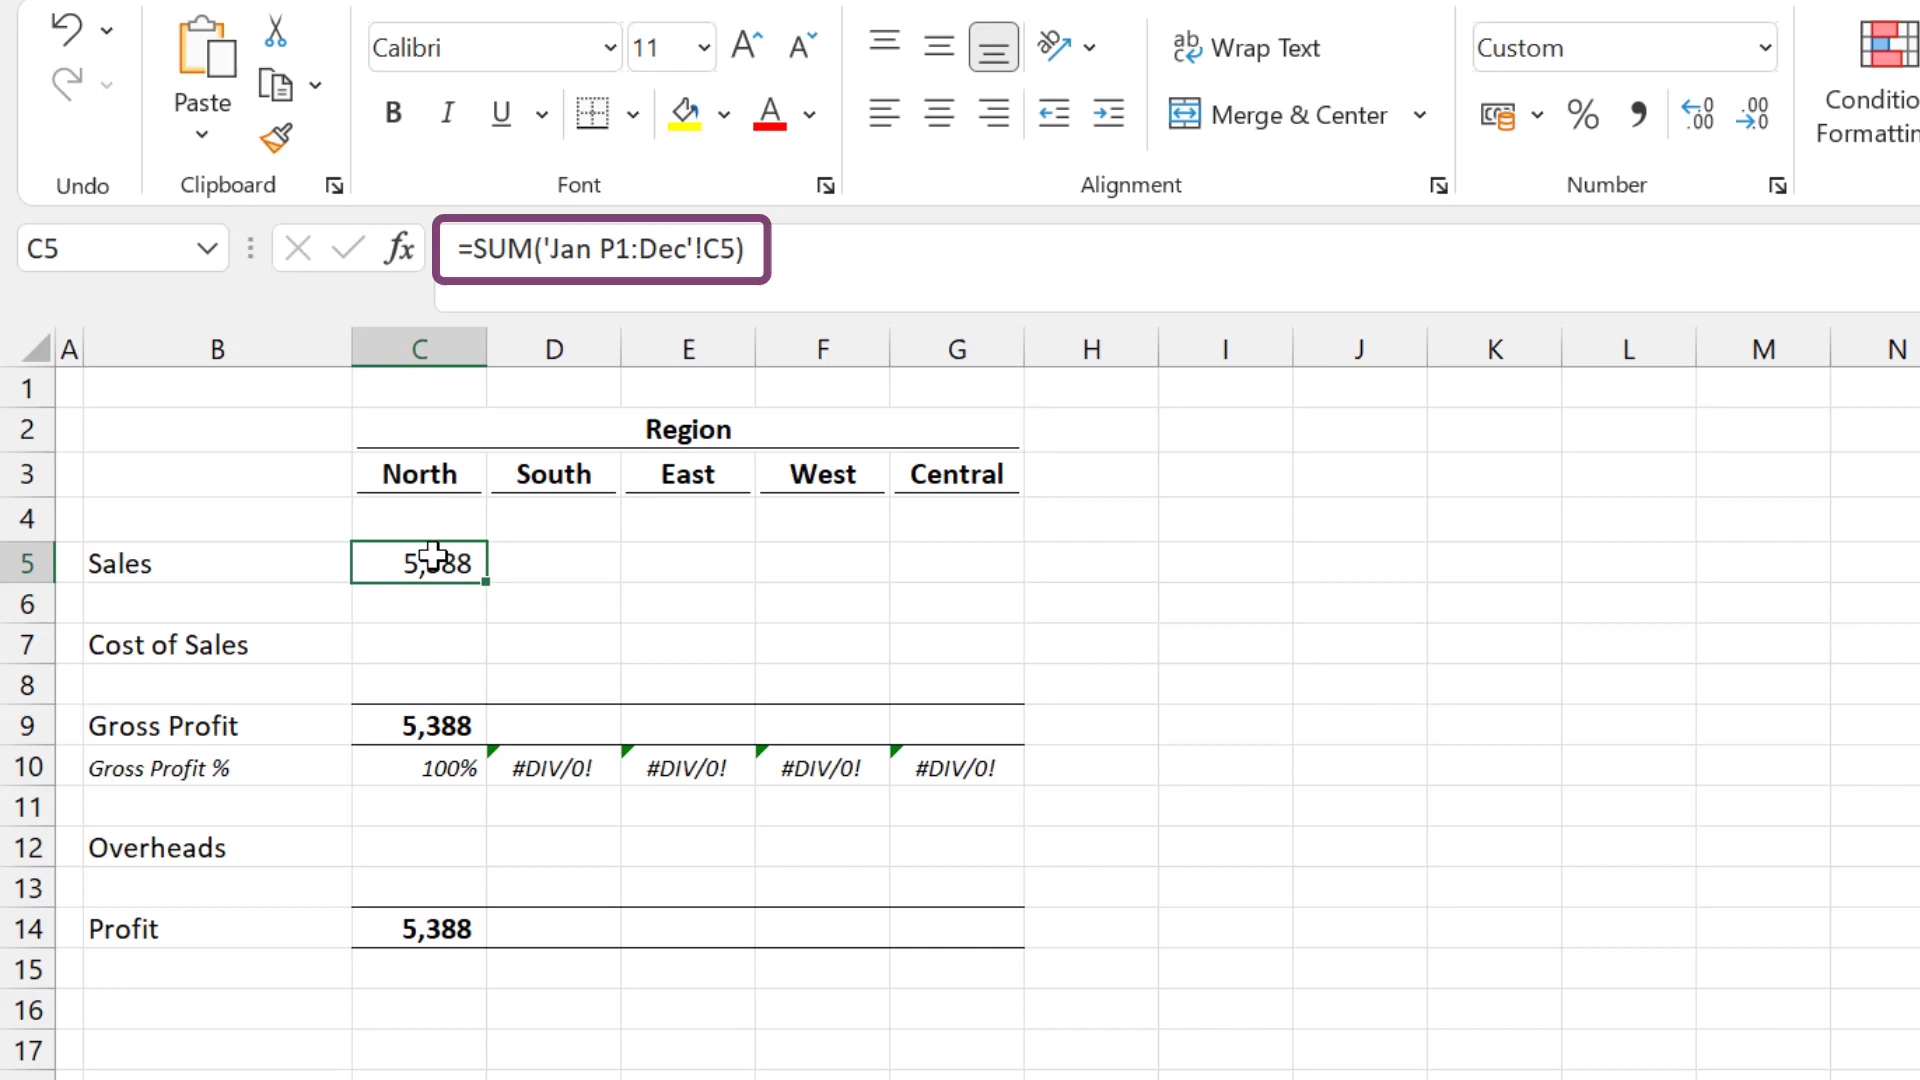 Calibri 11 Wrap Text Custom
Paste B I U A Merge & Center % Conditio
Formattin
Undo Clipboard Font Alignment Number
C5 fx =SUM('Jan P1:Dec'!C5)
A B C D E F G H I J K L M N
1
2 Region
3 North South East West Central
4
5 Sales
6
7 Cost of Sales
8
9 Gross Profit 5,388
10 Gross Profit % 100% #DIV/0! #DIV/0! #DIV/0! #DIV/0!
11
12 Overheads
13
14 Profit 5,388
15
16
17